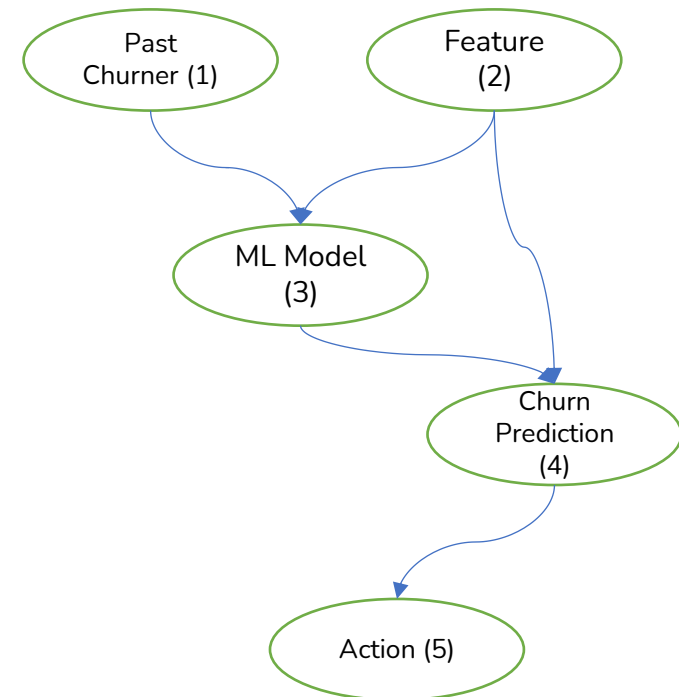 Past
Churner (1)
Feature
(2)
ML Model
(3)
Churn
Prediction
(4)
Action (5)